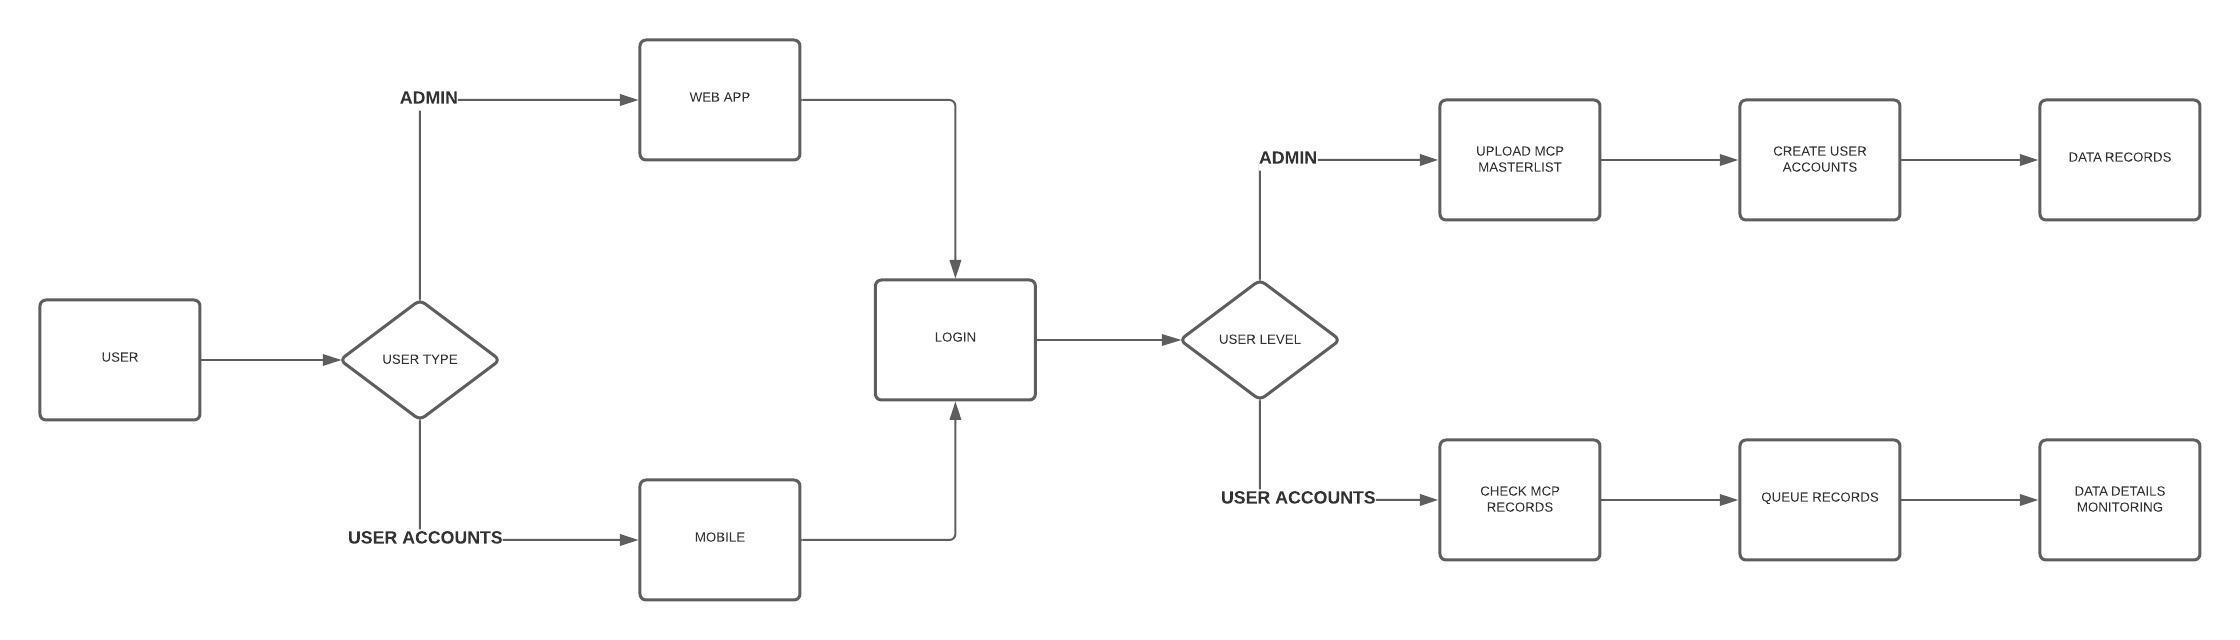 USER
USER TYPE
ADMIN
USER ACCOUNTS
WEB APP
MOBILE
LOGIN
USER LEVEL
ADMIN
UPLOAD MCP
MASTERLIST
CREATE USER
ACCOUNTS
DATA RECORDS
USER ACCOUNTS
CHECK MCP
RECORDS
QUEUE RECORDS
DATA DETAILS
MONITORING